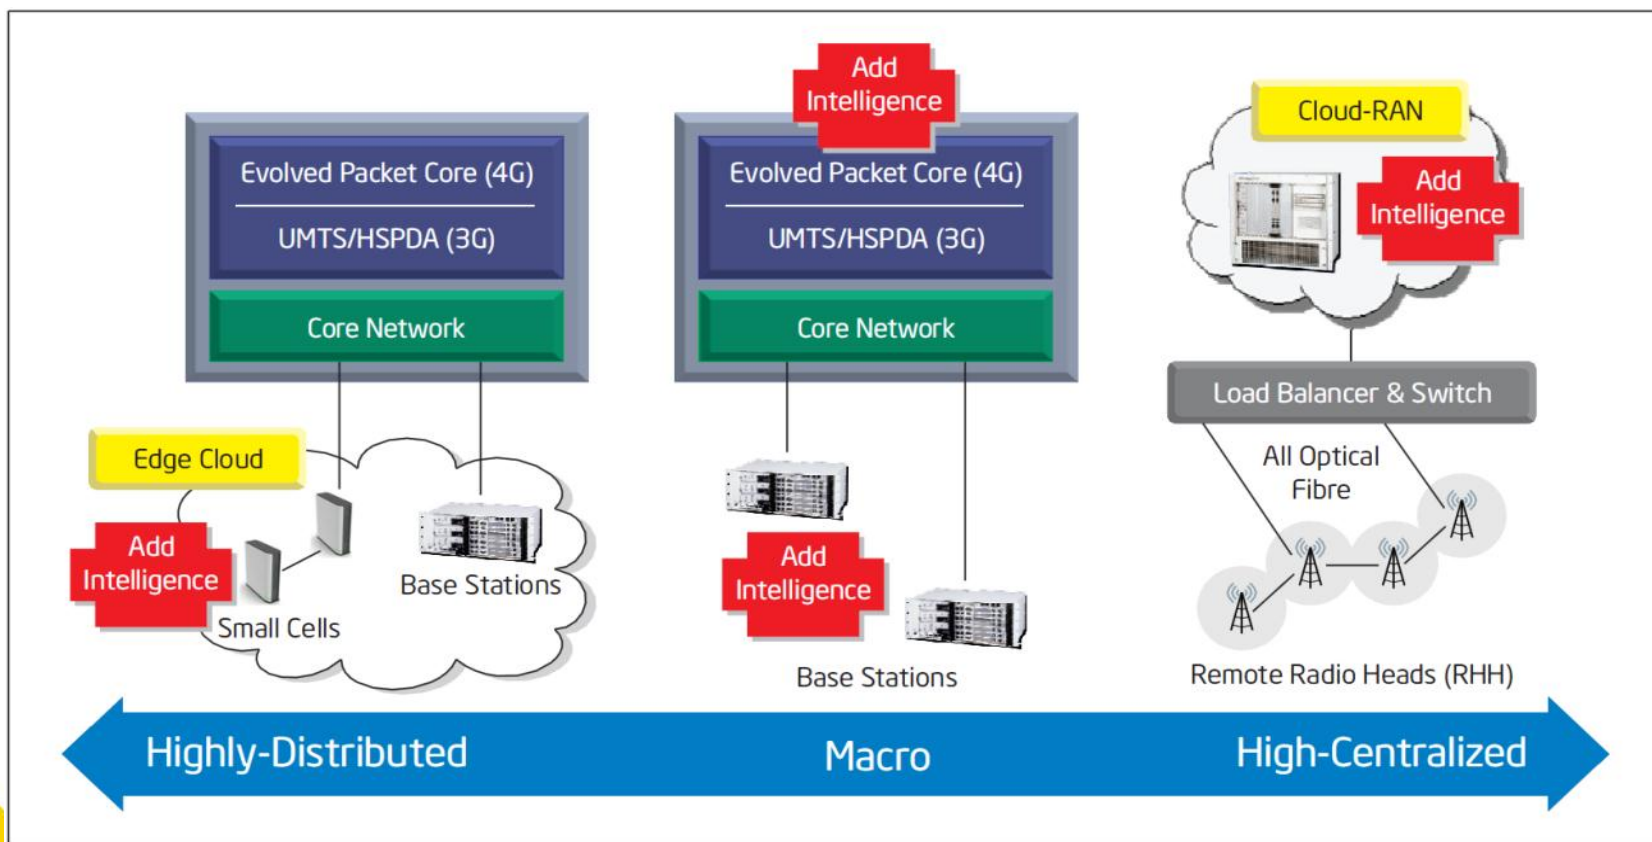 Evolved Packet Core (4G)
UMTS/HSPDA (3G)
Core Network
Edge Cloud
Add
Intelligence
Small Cells
Base Stations
Highly-Distributed
Add
Intelligence
Evolved Packet Core (4G)
UMTS/HSPDA (3G)
Core Network
Add
Intelligence
Base Stations
Macro
Cloud-RAN
Add
Intelligence
Load Balancer & Switch
All Optical
Fibre
Remote Radio Heads (RHH)
High-Centralized